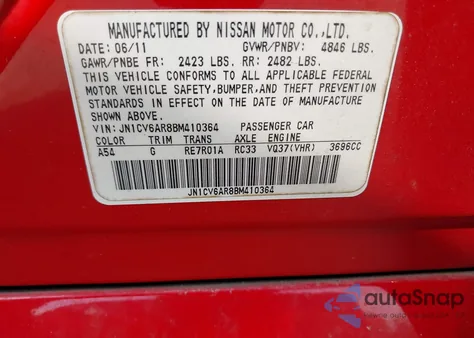 MANUFACTURED BY NISSAN MOTOR CO.,LTD.
DATE: 06/11 GVWR/PNBV: 4846 LBS.
GAWR/PNBE FR: 2423 LBS. RR: 2482 LBS.
THIS VEHICLE CONFORMS TO ALL APPLICABLE FEDERAL
MOTOR VEHICLE SAFETY,BUMPER,AND THEFT PREVENTION
STANDARDS IN EFFECT ON THE DATE OF MANUFACTURE
SHOWN ABOVE.
VIN: JN1CV6AR8BM410364 PASSENGER CAR
COLOR TRIM TRANS AXLE ENGINE
A54 G RE7R01A RC33 VQ37(VHR) 3696CC
JN1CV6AR8BM410364
autoSnap